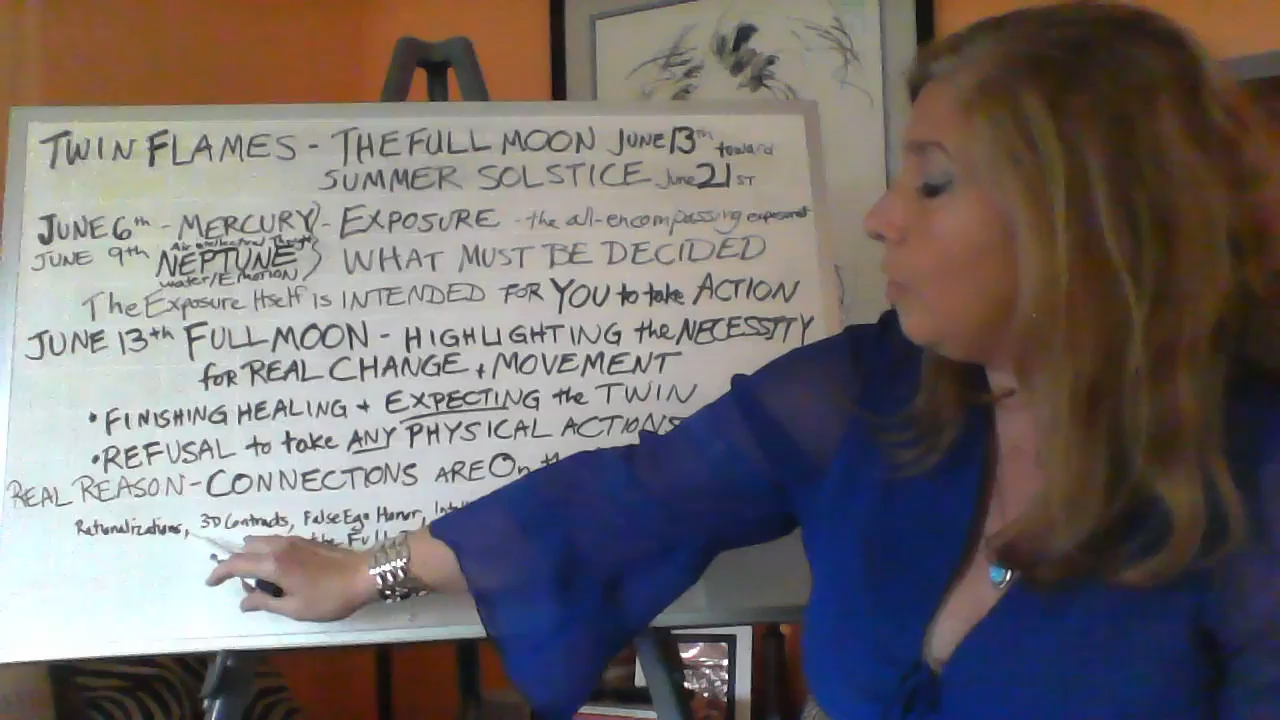 TWIN FLAMES - THE FULL MOON JUNE 13th toward
SUMMER SOLSTICE June 21ST
JUNE 6th - MERCURY) - EXPOSURE - the all-encompassing
Air
JUNE 9th NEPTUNE) WHAT MUST BE DECIDED
water/EMOTION
The Exposure Itself is INTENDED FOR YOU to take ACTION
JUNE 13th FULL MOON - HIGHLIGHTING the NECESSITY
for REAL CHANGE + MOVEMENT
• FINISHING HEALING + EXPECTING the TWIN
• REFUSAL to take ANY PHYSICAL ACTIONS
REAL REASON - CONNECTIONS ARE On
Rationalizations, 3D Contracts, False Ego Honor,
the